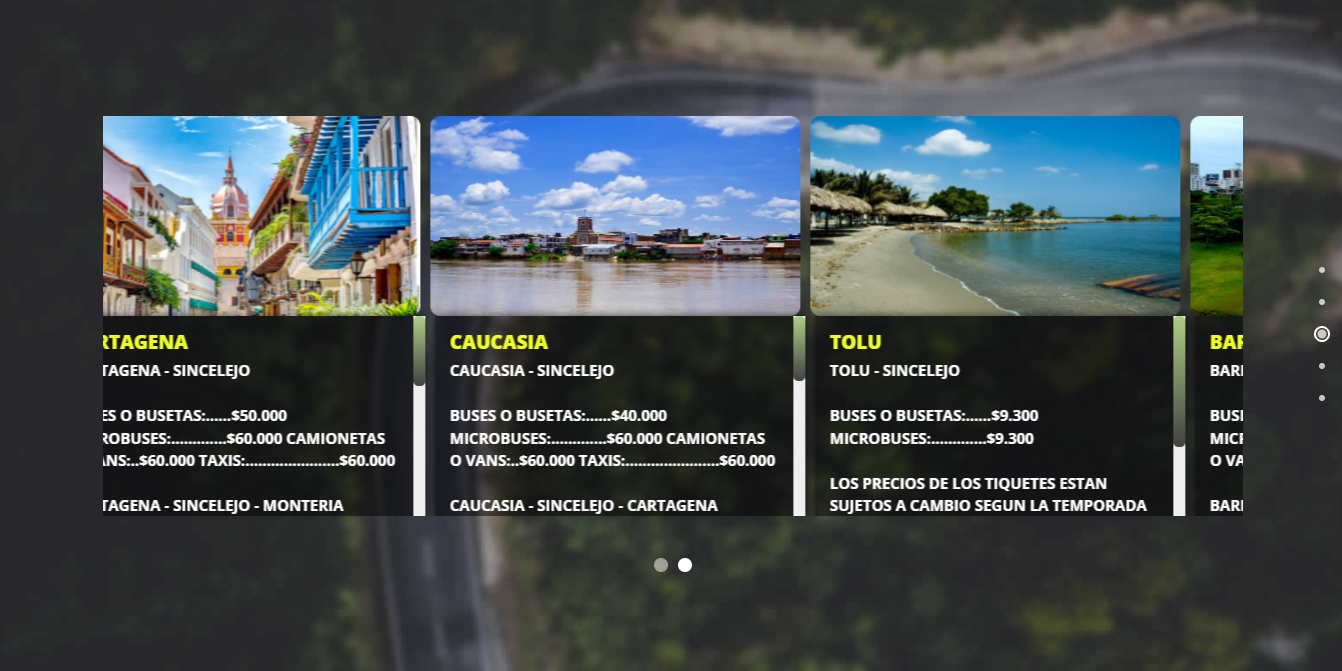 RTAGENA
TAGENA - SINCELEJO
ES O BUSETAS:......$50.000
ROBUSES:.............$60.000 CAMIONETAS
ANS:..$60.000 TAXIS:.......................$60.000
TAGENA - SINCELEJO - MONTERIA
CAUCASIA
CAUCASIA - SINCELEJO
BUSES O BUSETAS:......$40.000
MICROBUSES:.............$60.000 CAMIONETAS
O VANS:..$60.000 TAXIS:.......................$60.000
CAUCASIA - SINCELEJO - CARTAGENA
TOLU
TOLU - SINCELEJO
BUSES O BUSETAS:......$9.300
MICROBUSES:.............$9.300
LOS PRECIOS DE LOS TIQUETES ESTAN
SUJETOS A CAMBIO SEGUN LA TEMPORADA
BAR
BAR
BUS
MIC
O VA
BAR